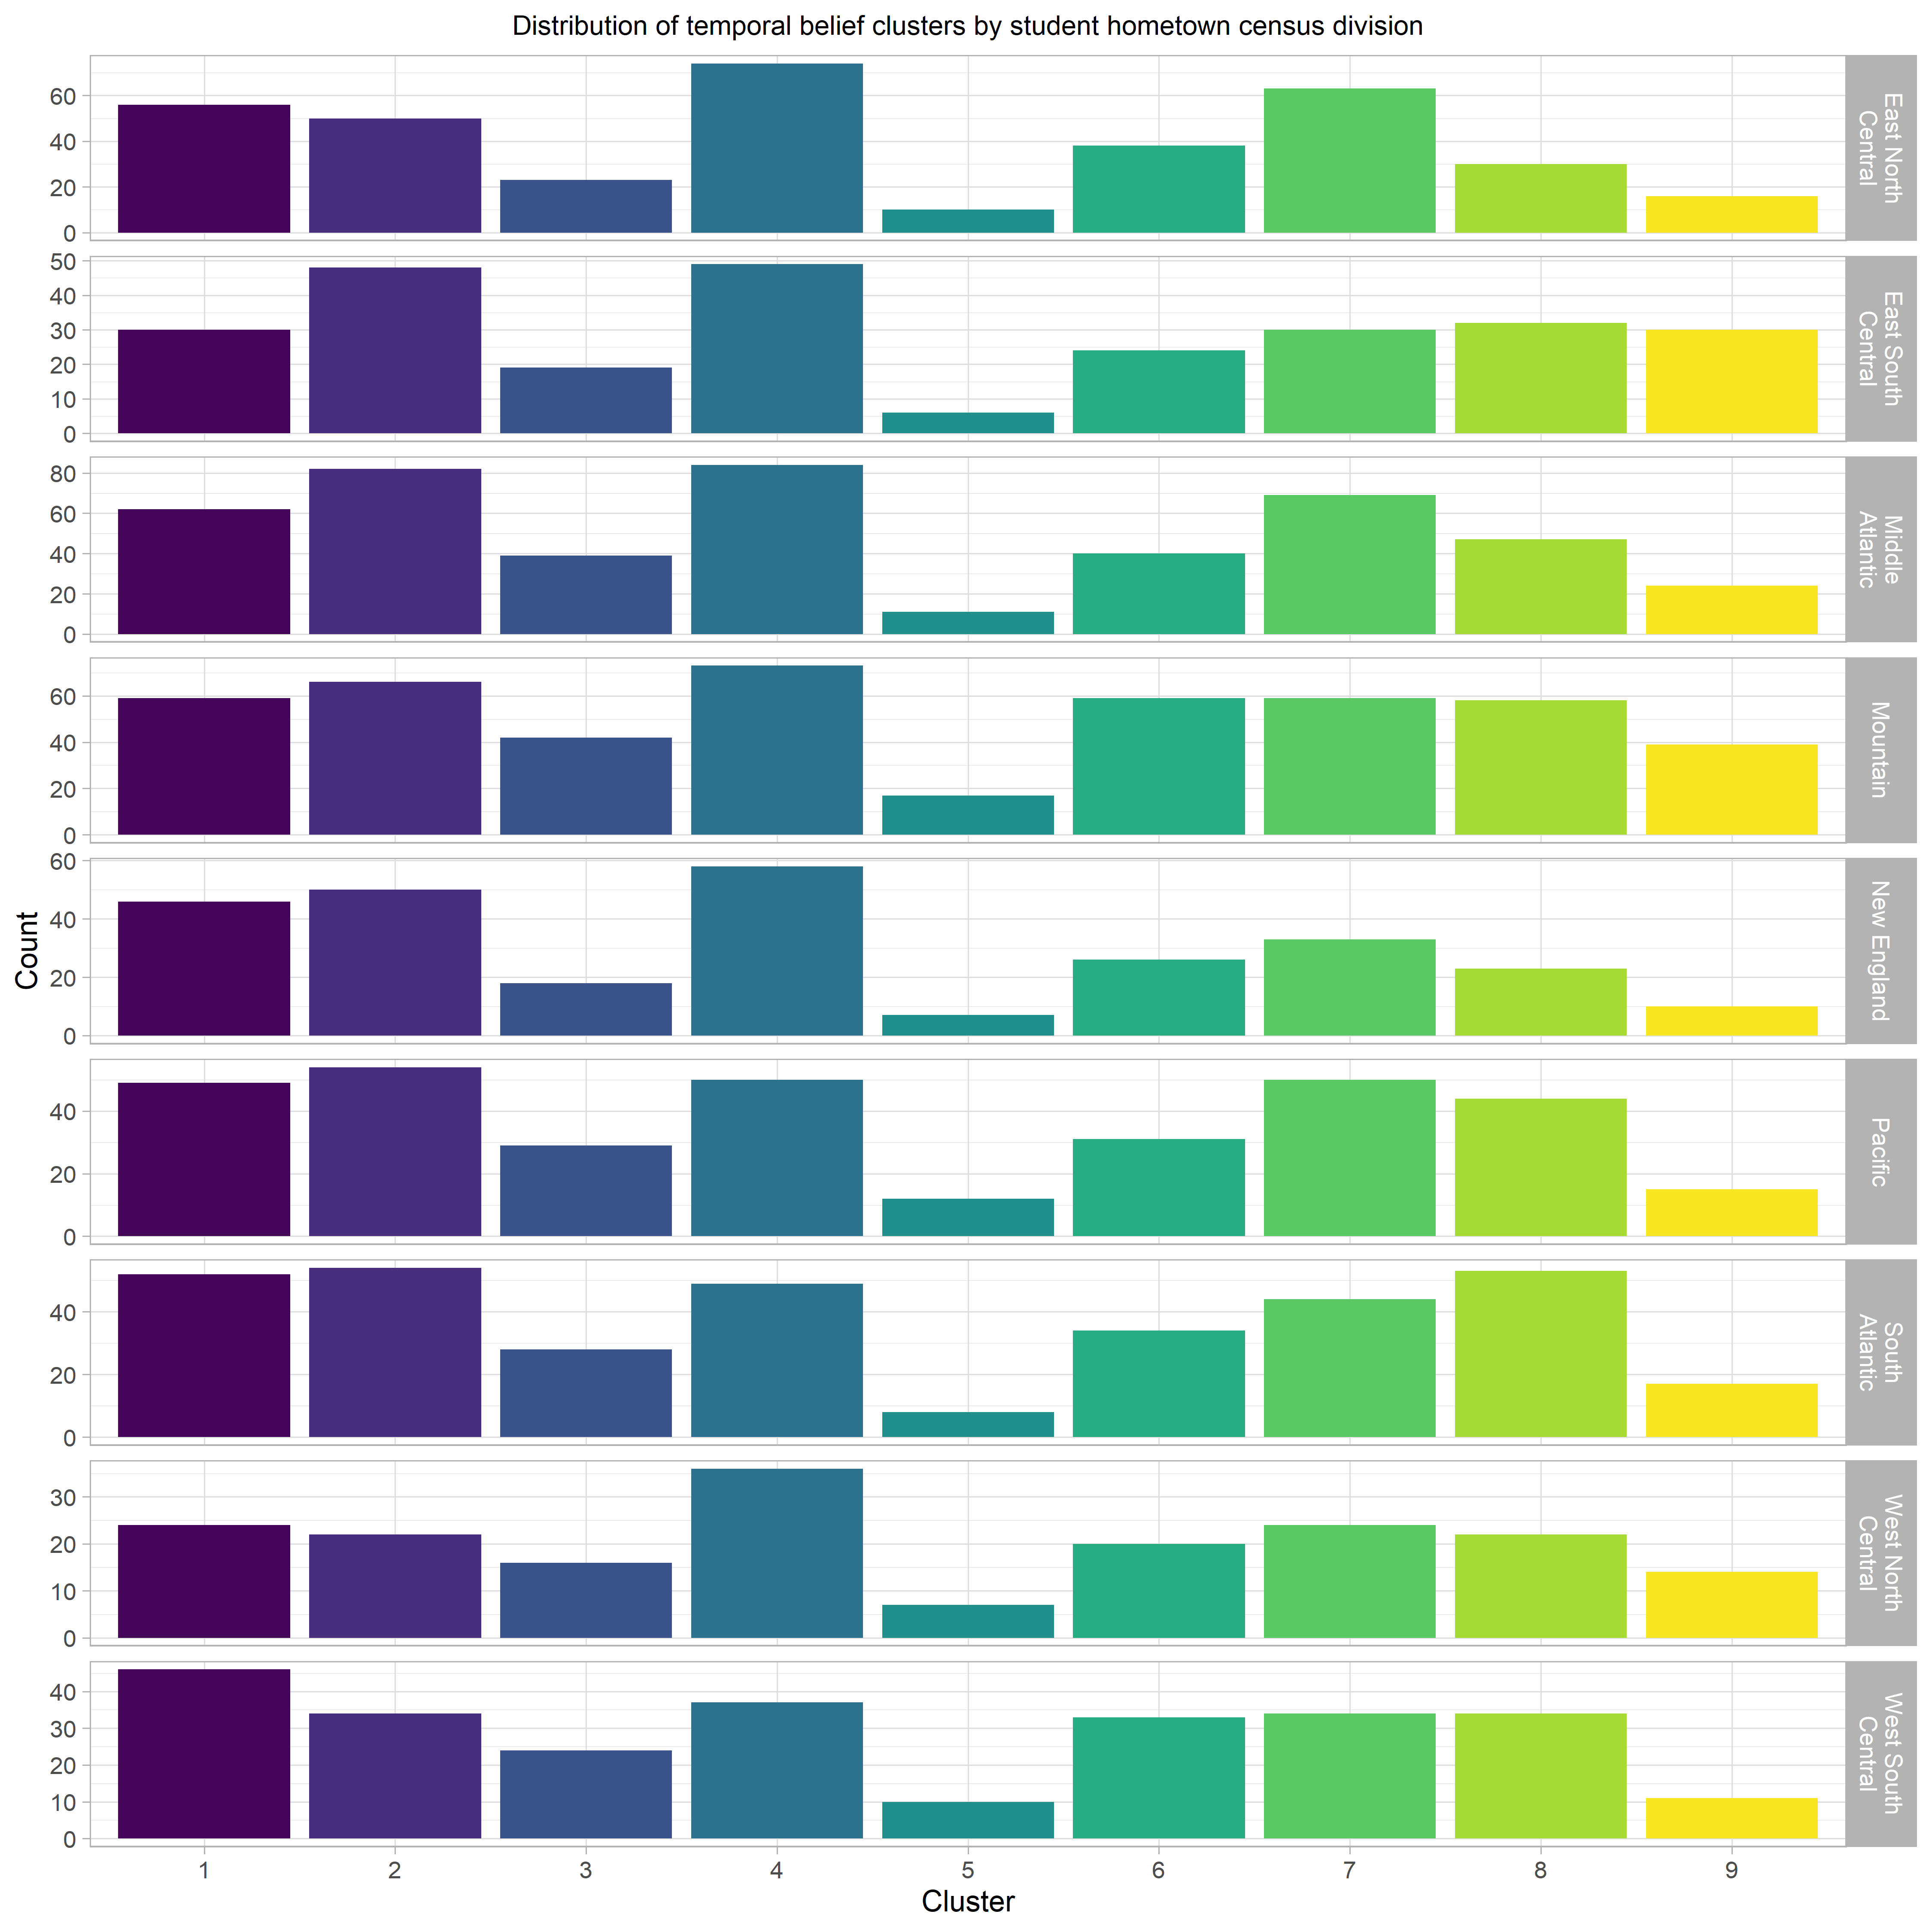 Distribution of temporal belief clusters by student hometown census division
60
40
20
0
East North
Central
50
40
30
20
10
0
East South
Central
80
60
40
20
0
Middle
Atlantic
60
40
20
0
Mountain
60
40
20
0
New England
Count
40
20
0
Pacific
40
20
0
South
Atlantic
30
20
10
0
West North
Central
40
30
20
10
0
West South
Central
1 2 3 4 5 6 7 8 9
Cluster